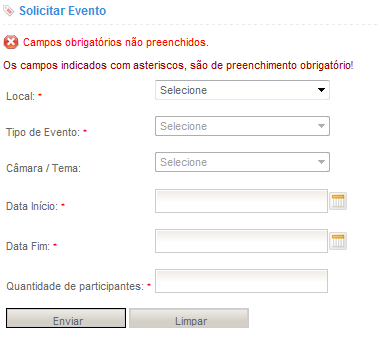 Solicitar Evento
Campos obrigatórios não preenchidos.
Os campos indicados com asteriscos, são de preenchimento obrigatório!
Local: * Selecione
Tipo de Evento: * Selecione
Câmara / Tema: Selecione
Data Início: *
Data Fim: *
Quantidade de participantes: *
Enviar Limpar